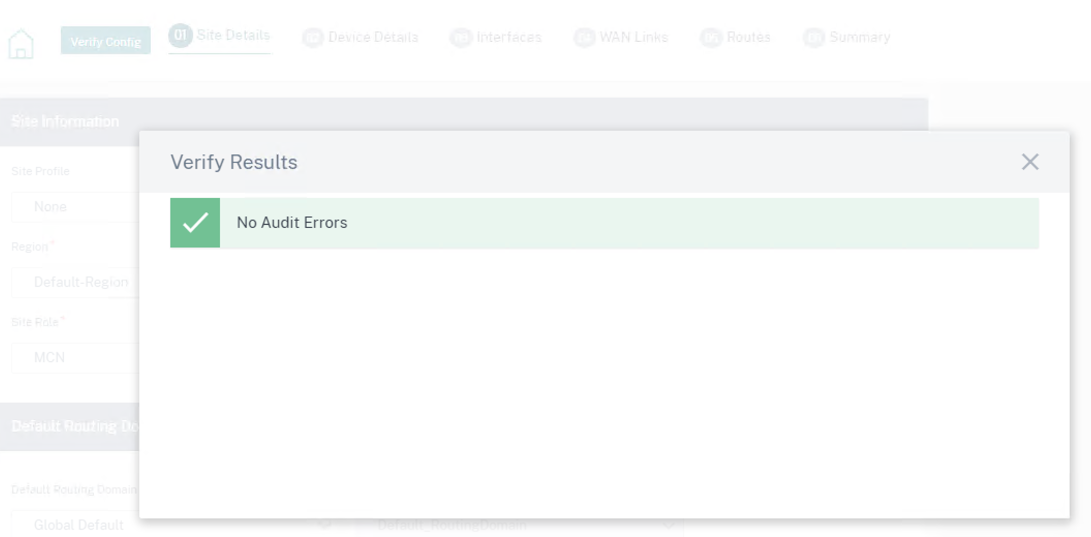 Verify Config
01 Site Details
02 Device Details
03 Interfaces
04 WAN Links
05 Routes
06 Summary
Site Information
Verify Results
No Audit Errors
Site Profile
None
Region*
Default-Region
Site Role*
MCN
Default Routing Do
Default Routing Domain
Global Default
Default_RoutingDomain